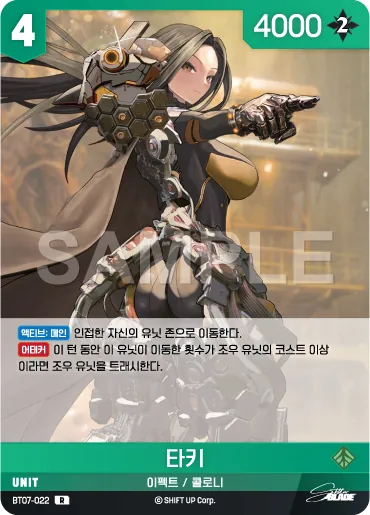 4
4000 2
SAMPLE
액티브: 메인 인접한 자신의 유닛 존으로 이동한다.
어태커 이 턴 동안 이 유닛이 이동한 횟수가 조우 유닛의 코스트 이상
이라면 조우 유닛을 트래시한다.
타키
UNIT 이펙트 / 콜로니
BT07-022 R © SHIFT UP Corp. Stellar BLADE